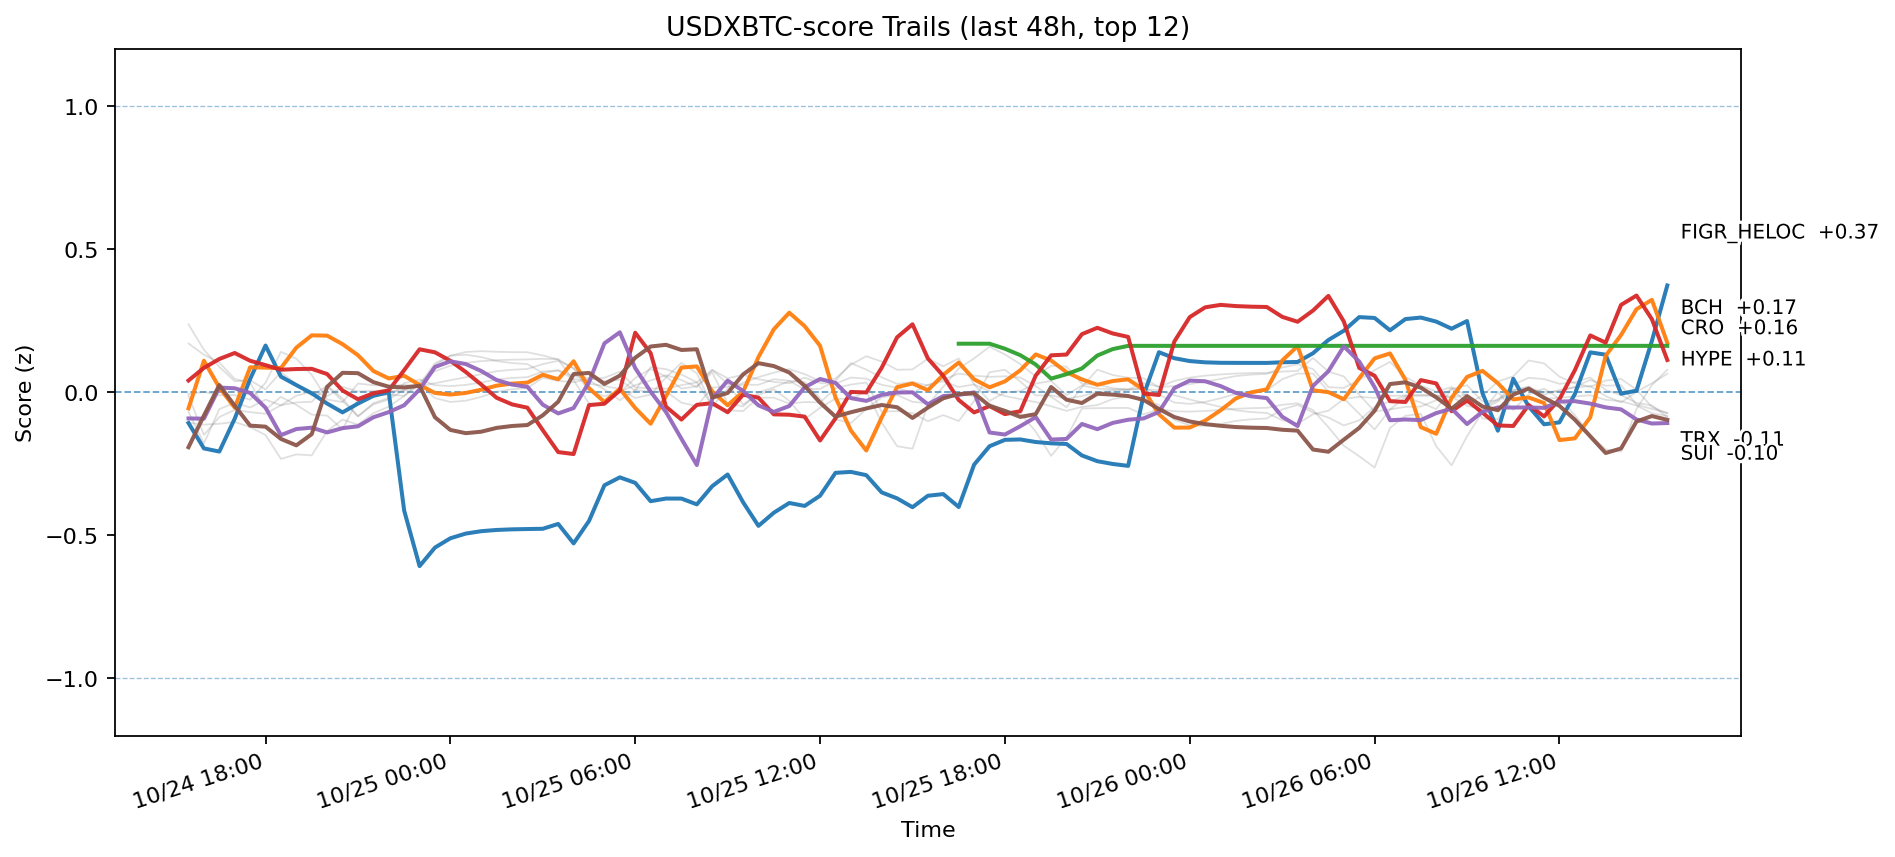 USDXBTC-score Trails (last 48h, top 12)
Score (z)
1.0
0.5
0.0
−0.5
−1.0
FIGR_HELOC +0.37
BCH +0.17
CRO +0.16
HYPE +0.11
TRX -0.11
SUI -0.10
10/24 18:00
10/25 00:00
10/25 06:00
10/25 12:00
10/25 18:00
10/26 00:00
10/26 06:00
10/26 12:00
Time